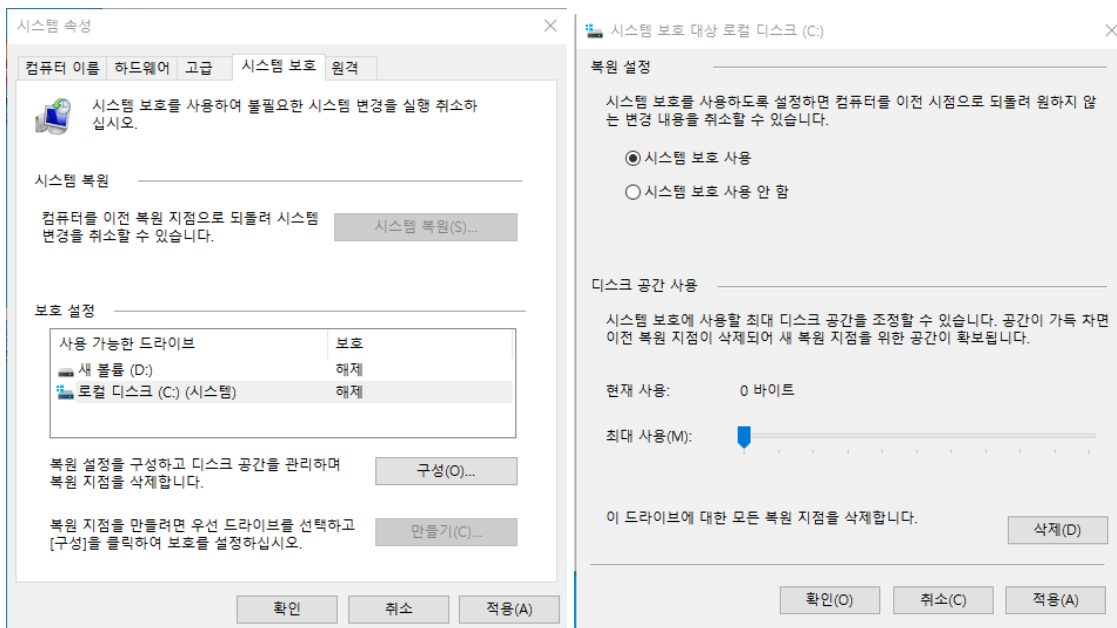 시스템 속성
컴퓨터 이름
하드웨어
고급
시스템 보호
원격
시스템 보호를 사용하여 불필요한 시스템 변경을 실행 취소하
십시오.
시스템 복원
컴퓨터를 이전 복원 지점으로 되돌려 시스템
변경을 취소할 수 있습니다.
시스템 복원(S)...
보호 설정
사용 가능한 드라이브
보호
새 볼륨 (D:)
해제
로컬 디스크 (C:) (시스템)
해제
복원 설정을 구성하고 디스크 공간을 관리하며
복원 지점을 삭제합니다.
구성(O)...
복원 지점을 만들려면 우선 드라이브를 선택하고
[구성]을 클릭하여 보호를 설정하십시오.
만들기(C)...
확인
취소
적용(A)
시스템 보호 대상 로컬 디스크 (C:)
복원 설정
시스템 보호를 사용하도록 설정하면 컴퓨터를 이전 시점으로 되돌려 원하지 않
는 변경 내용을 취소할 수 있습니다.
시스템 보호 사용
시스템 보호 사용 안 함
디스크 공간 사용
시스템 보호에 사용할 최대 디스크 공간을 조정할 수 있습니다. 공간이 가득 차면
이전 복원 지점이 삭제되어 새 복원 지점을 위한 공간이 확보됩니다.
현재 사용:
0 바이트
최대 사용(M):
이 드라이브에 대한 모든 복원 지점을 삭제합니다.
삭제(D)
확인(O)
취소(C)
적용(A)